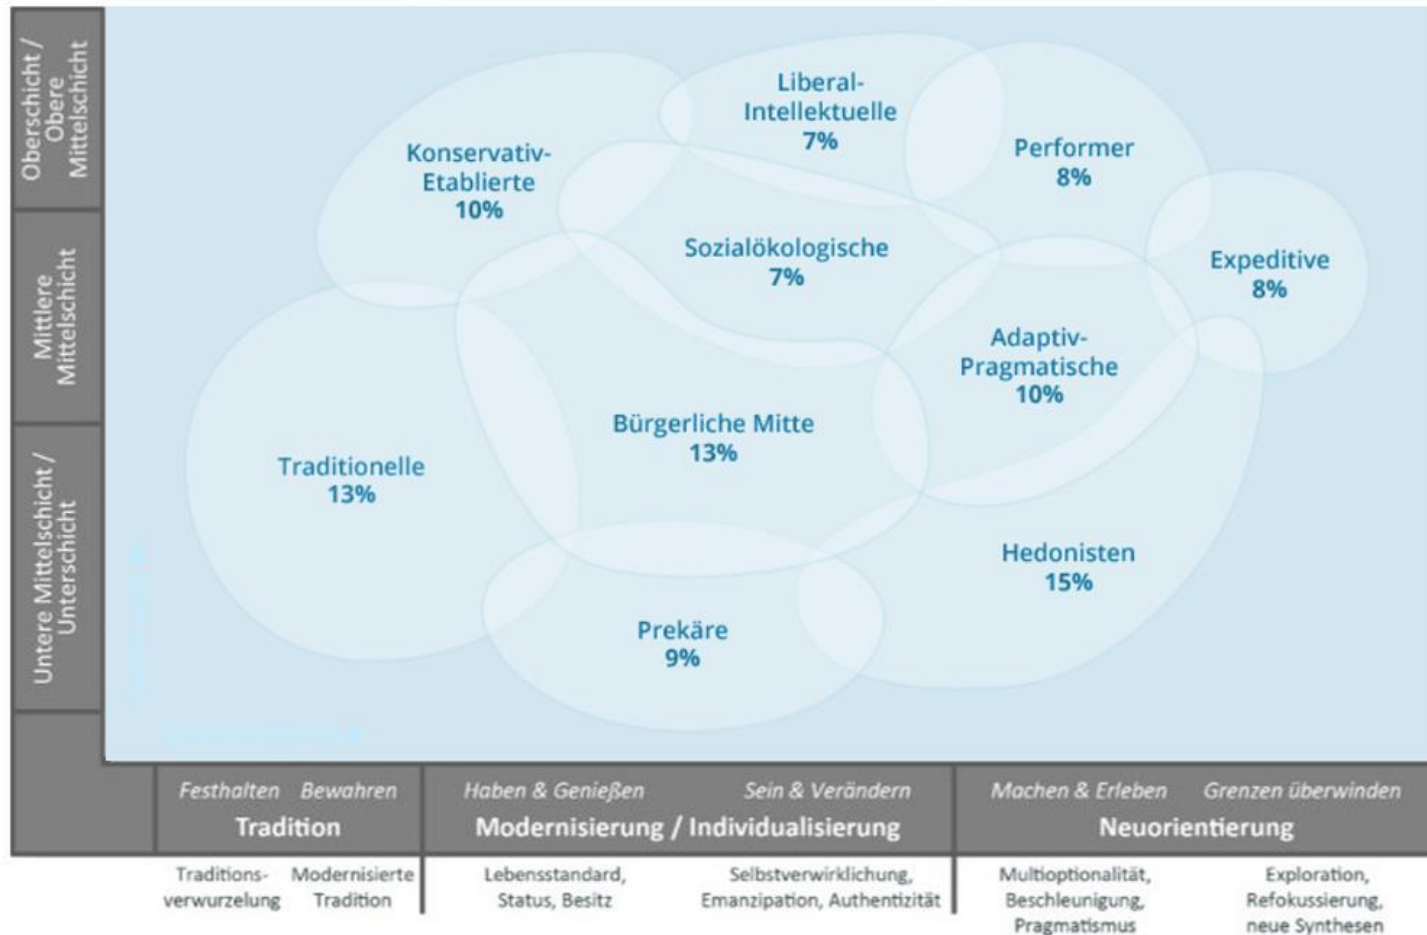 Oberschicht /
Obere
Mittelschicht
Mittlere
Mittelschicht
Untere Mittelschicht /
Unterschicht
Liberal-
Intellektuelle
7%
Konservativ-
Etablierte
10%
Performer
8%
Sozialökologische
7%
Expeditive
8%
Adaptiv-
Pragmatische
10%
Bürgerliche Mitte
13%
Traditionelle
13%
Hedonisten
15%
Prekäre
9%
Festhalten Bewahren
Tradition
Haben & Genießen Sein & Verändern
Modernisierung / Individualisierung
Machen & Erleben Grenzen überwinden
Neuorientierung
Traditions-
verwurzelung
Modernisierte
Tradition
Lebensstandard,
Status, Besitz
Selbstverwirklichung,
Emanzipation, Authentizität
Multioptionalität,
Beschleunigung,
Pragmatismus
Exploration,
Refokussierung,
neue Synthesen